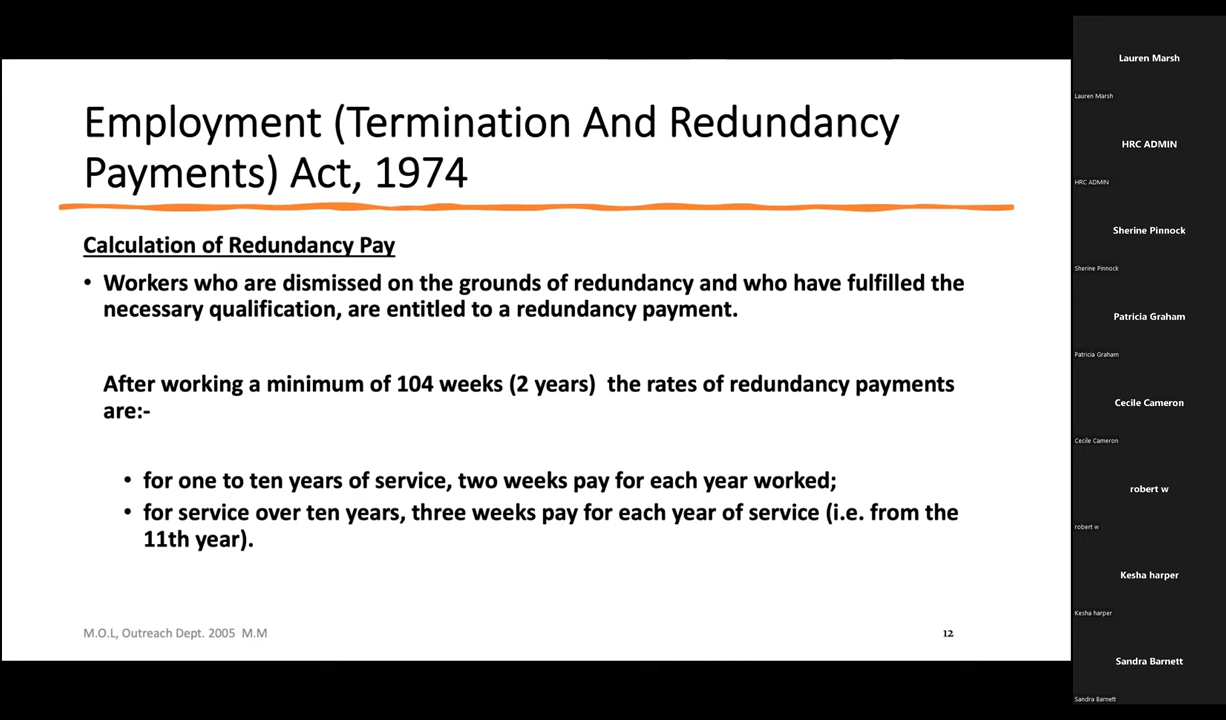 Employment (Termination And Redundancy
Payments) Act, 1974
Calculation of Redundancy Pay
• Workers who are dismissed on the grounds of redundancy and who have fulfilled the
necessary qualification, are entitled to a redundancy payment.
After working a minimum of 104 weeks (2 years)  the rates of redundancy payments
are:-
• for one to ten years of service, two weeks pay for each year worked;
• for service over ten years, three weeks pay for each year of service (i.e. from the
11th year).
M.O.L, Outreach Dept. 2005  M.M
12
Lauren Marsh
Lauren Marsh
HRC ADMIN
HRC ADMIN
Sherine Pinnock
Sherine Pinnock
Patricia Graham
Patricia Graham
Cecile Cameron
Cecile Cameron
robert w
robert w
Kesha harper
Kesha harper
Sandra Barnett
Sandra Barnett